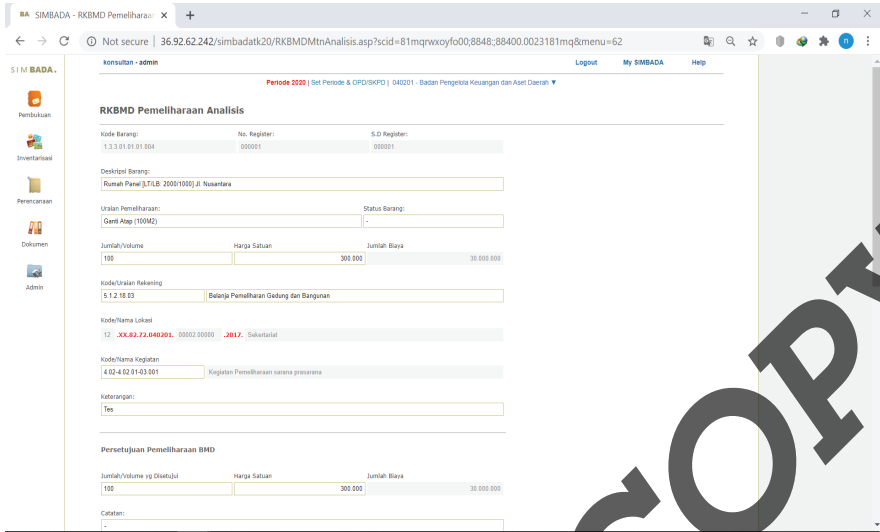 BA SIMBADA - RKBMD Pemeliharaan
Not secure | 36.92.62.242/simbadatk20/RKBMDMtnAnalisis.asp?scid=81mqrwxoyfo00;8848;;88400.0023181mq&menu=62
n
SIMBADA.
konsultan - admin Logout My SIMBADA Help
Periode 2020 | Set Periode & OPD/SKPD | 040201 - Badan Pengelola Keuangan dan Aset Daerah ▼
Pembukuan
Inventarisasi
Perencanaan
Dokumen
Admin
RKBMD Pemeliharaan Analisis
Kode Barang: No. Register: S.D Register:
1.3.3.01.01.01.004 000001 000001
Deskripsi Barang:
Rumah Panel [LT/LB: 2000/1000] Jl. Nusantara
Uraian Pemeliharaan: Status Barang:
Ganti Atap (100M2) -
Jumlah/Volume Harga Satuan Jumlah Biaya
100 300.000 30.000.000
Kode/Uraian Rekening
5.1.2.18.03 Belanja Pemeliharan Gedung dan Bangunan
Kode/Nama Lokasi
12 .XX.82.72.040201. 00002.00000 .2017. Sekertariat
Kode/Nama Kegiatan
4.02-4.02.01-03.001 Kegiatan Pemeliharaan sarana prasarana
Keterangan:
Tes
Persetujuan Pemeliharaan BMD
Jumlah/Volume yg Disetujui Harga Satuan Jumlah Biaya
100 300.000 30.000.000
Catatan:
-
COPY